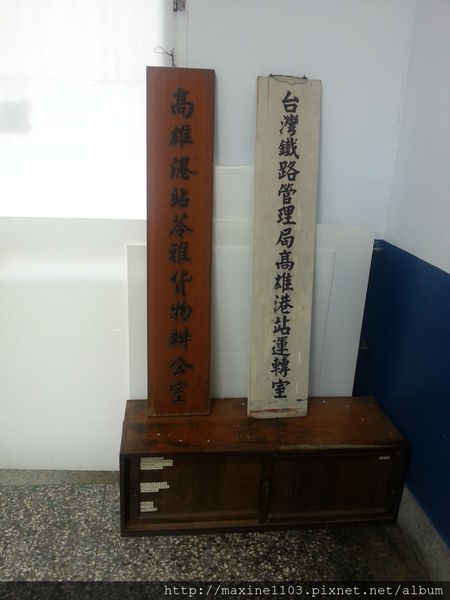 高雄港站苓雅貨物辦公室
台灣鐵路管理局高雄港站運轉室
http://maxine1103.pixnet.net/album